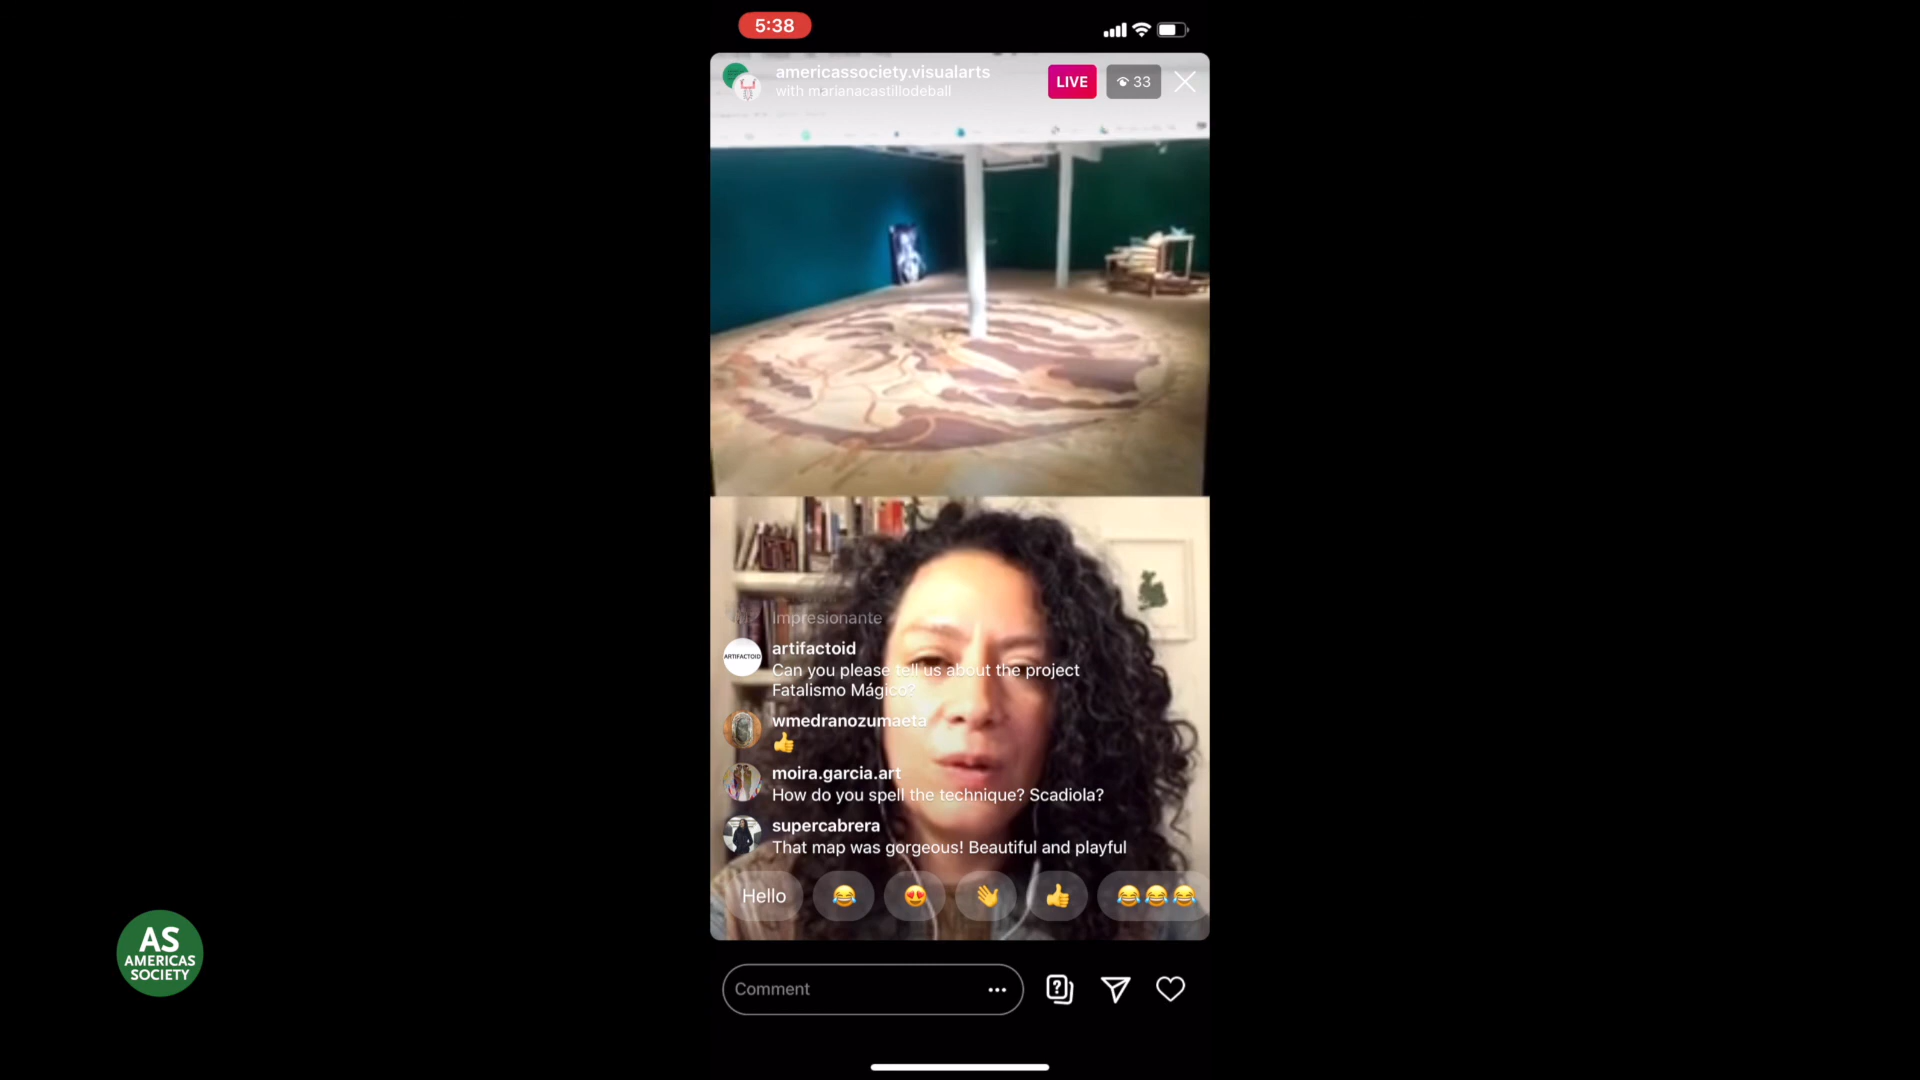 5:38
americassociety.visualarts
with marianacastillodeball
LIVE
33
Impresionante
artifactoid
ARTIFACTOID
Can you please tell us about the project
Fatalismo Mágico?
wmedranozumaeta
👍
moira.garcia.art
How do you spell the technique? Scadiola?
supercabrera
That map was gorgeous! Beautiful and playful
Hello 😂 😍 👋 👍 😂😂😂
AS
AMERICAS
SOCIETY
Comment